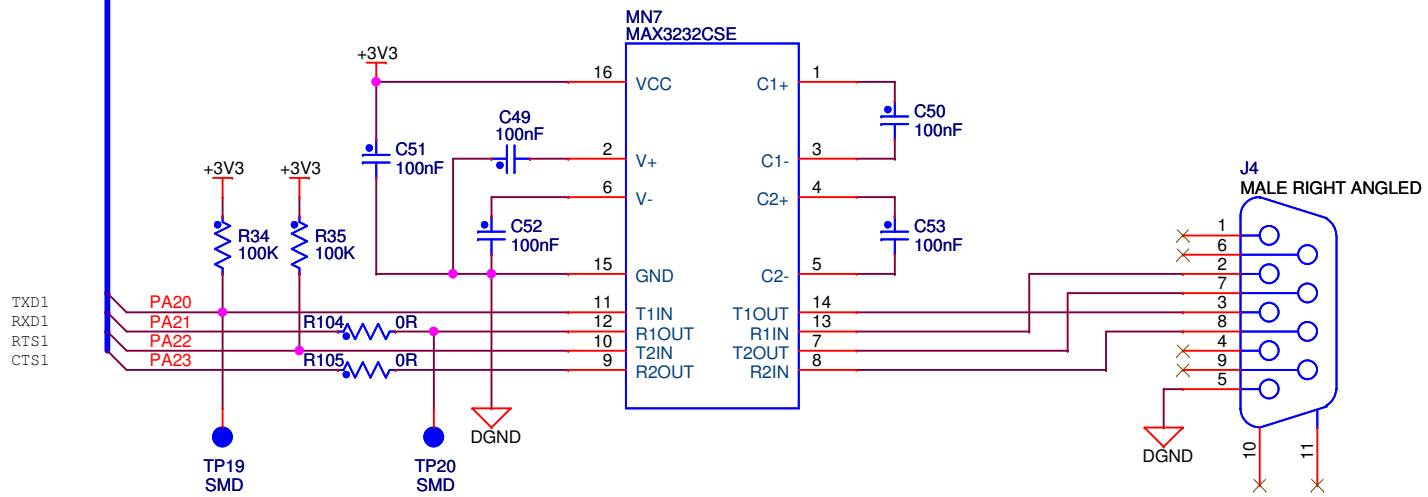 MN7
MAX3232CSE
+3V3
16
VCC
C1+
1
C50
100nF
C49
100nF
C51
100nF
2
V+
C1-
3
+3V3
+3V3
6
V-
C2+
4
J4
MALE RIGHT ANGLED
R34
100K
R35
100K
C52
100nF
C53
100nF
15
GND
C2-
5
1
6
2
7
3
8
4
9
5
TXD1
PA20
11
T1IN
T1OUT
14
RXD1
PA21
R104
0R
12
R1OUT
R1IN
13
RTS1
PA22
10
T2IN
T2OUT
7
CTS1
PA23
R105
0R
9
R2OUT
R2IN
8
DGND
DGND
10
11
TP19
SMD
TP20
SMD